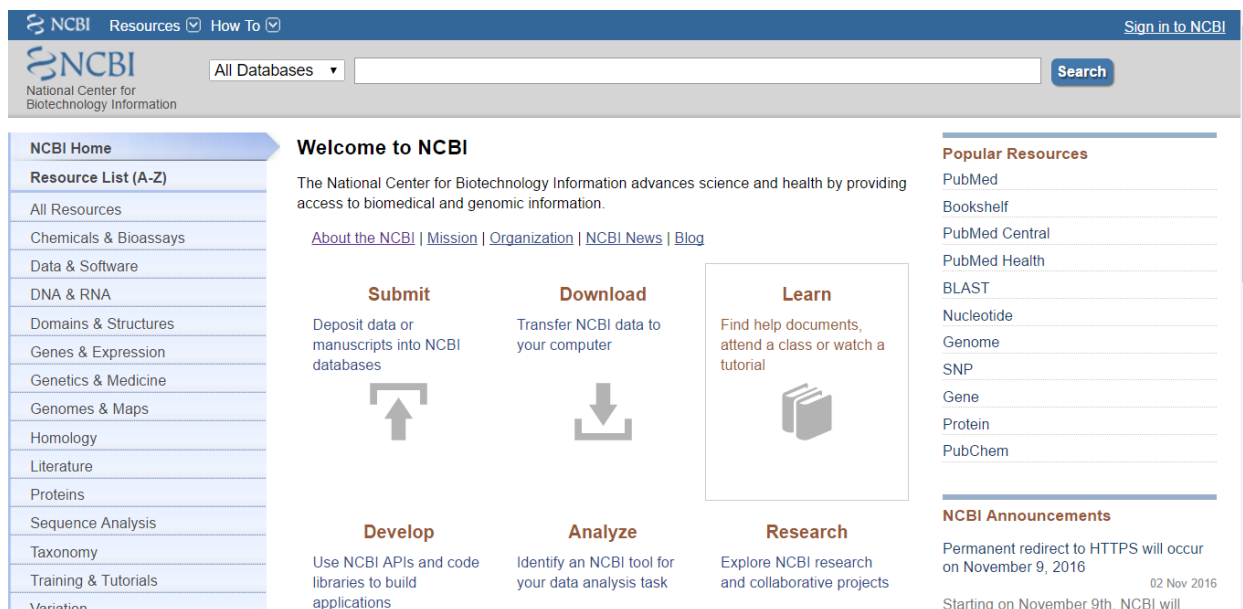 NCBI Resources How To Sign in to NCBI
NCBI
National Center for
Biotechnology Information
All Databases
Search
NCBI Home
Resource List (A-Z)
All Resources
Chemicals & Bioassays
Data & Software
DNA & RNA
Domains & Structures
Genes & Expression
Genetics & Medicine
Genomes & Maps
Homology
Literature
Proteins
Sequence Analysis
Taxonomy
Training & Tutorials
Variation
Welcome to NCBI
The National Center for Biotechnology Information advances science and health by providing
access to biomedical and genomic information.
About the NCBI | Mission | Organization | NCBI News | Blog
Submit
Deposit data or
manuscripts into NCBI
databases
Download
Transfer NCBI data to
your computer
Learn
Find help documents,
attend a class or watch a
tutorial
Develop
Use NCBI APIs and code
libraries to build
applications
Analyze
Identify an NCBI tool for
your data analysis task
Research
Explore NCBI research
and collaborative projects
Popular Resources
PubMed
Bookshelf
PubMed Central
PubMed Health
BLAST
Nucleotide
Genome
SNP
Gene
Protein
PubChem
NCBI Announcements
Permanent redirect to HTTPS will occur
on November 9, 2016
02 Nov 2016
Starting on November 9th, NCBI will